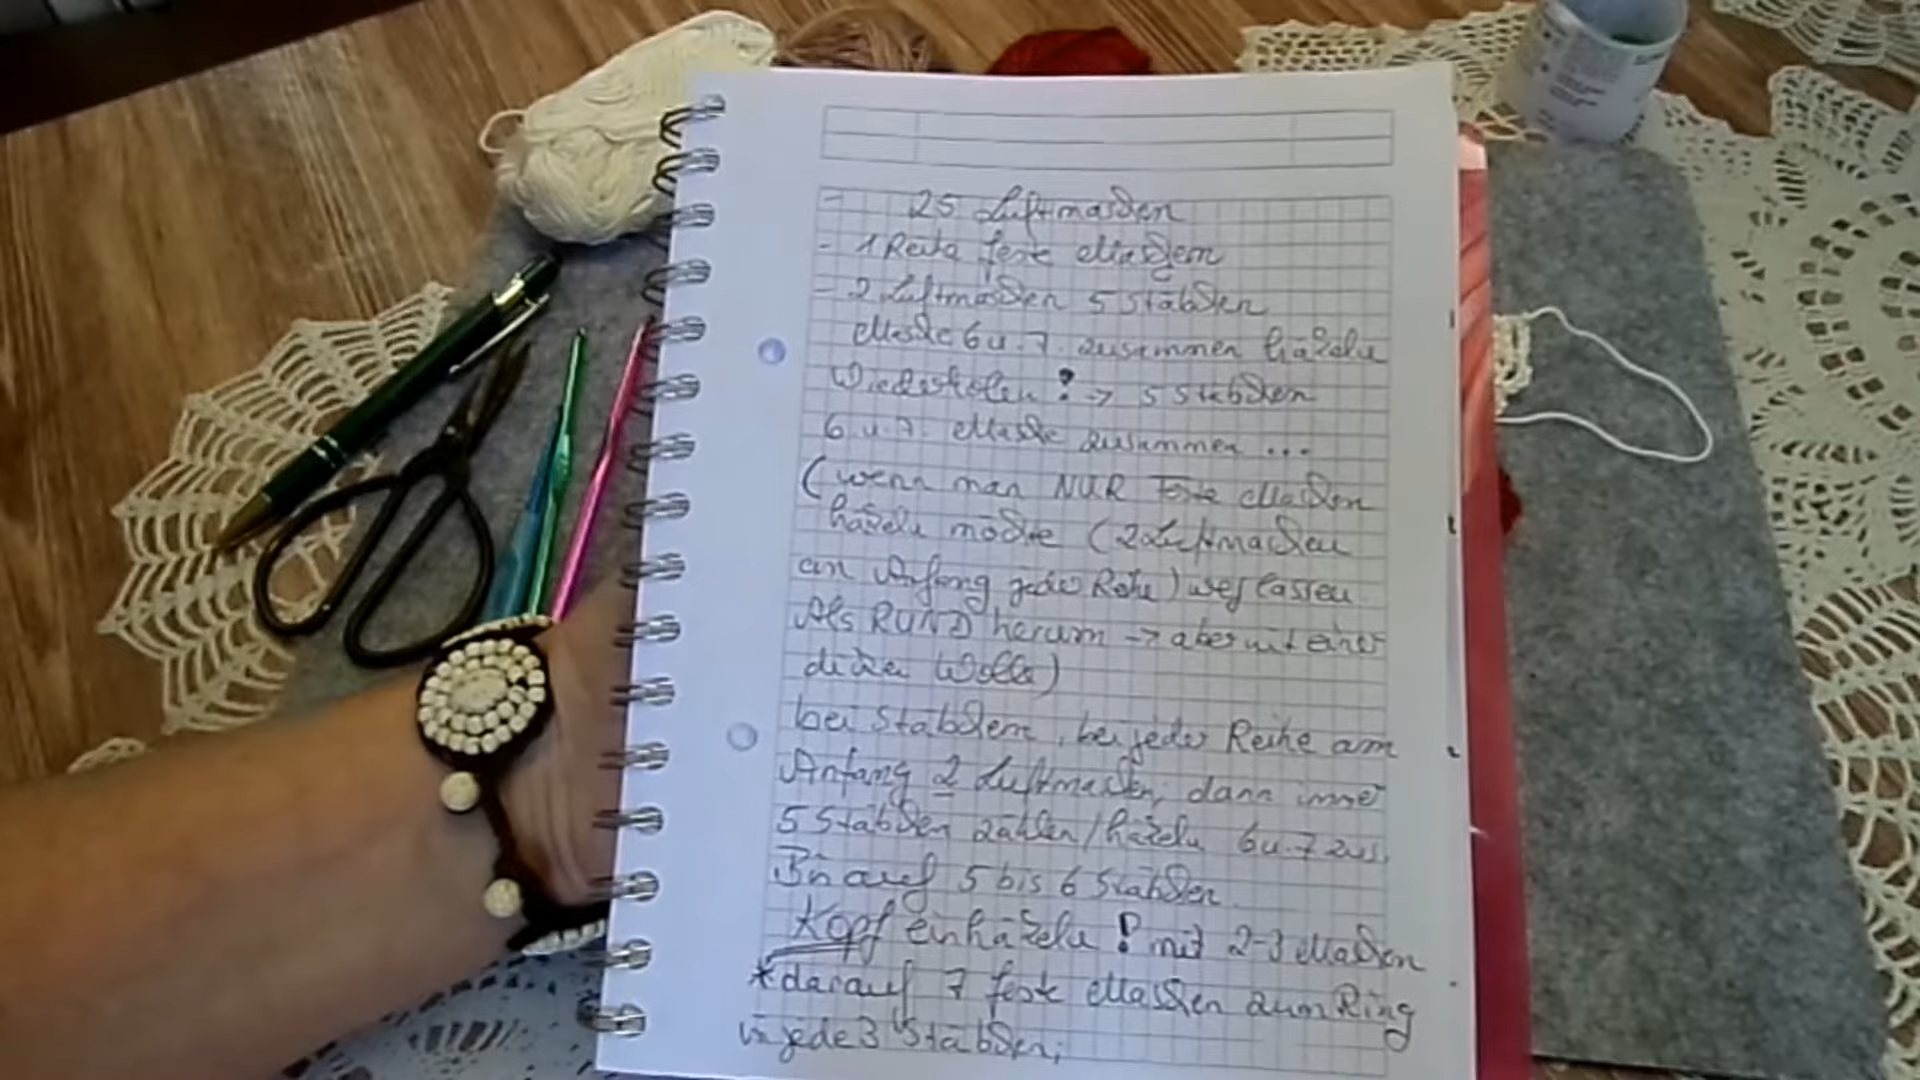 - 25 Luftmaschen
- 1 Reihe feste Maschen
- 2 Luftmaschen 5 Stäbchen
Masche 6 u. 7. zusammen häkeln
Wiederholen! → 5 Stäbchen
6. u. 7. Masche zusammen ...
(wenn man NUR Feste Maschen
häkeln möchte (2 Luftmaschen
an Anfang jeder Reihe) weglassen
Als RUND herum → aber mit einer
dicken Wolle)
bei Stäbchen, bei jeder Reihe am
Anfang 2 Luftmaschen, dann immer
5 Stäbchen zählen/häkeln 6 u. 7 zus.
Bis auf 5 bis 6 Stäbchen.
Kopf einhäkeln! mit 2-3 Maschen
*darauf 7 feste Maschen zum Ring
in jede 3 Stäbchen;